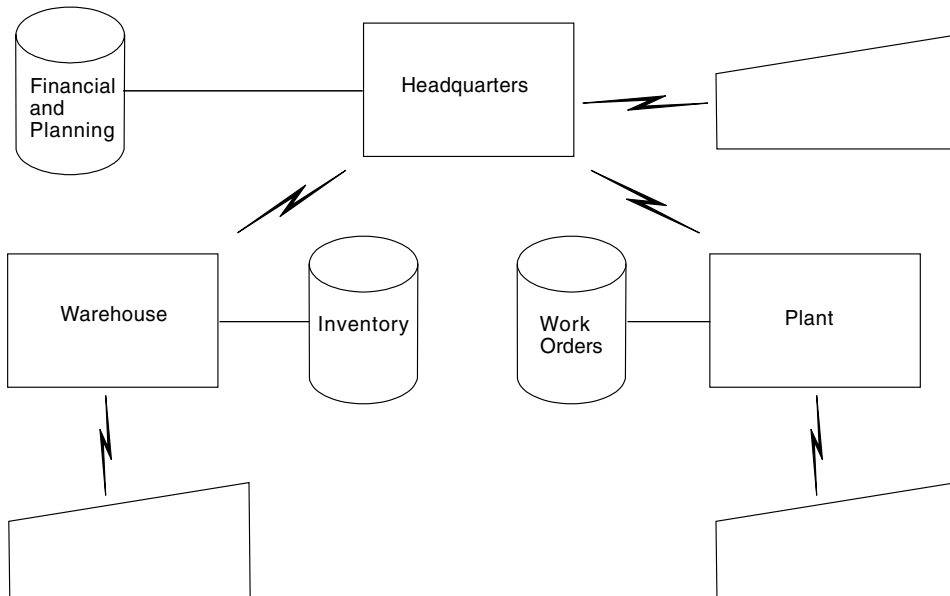 Financial
and
Planning
Headquarters
Warehouse
Inventory
Work
Orders
Plant